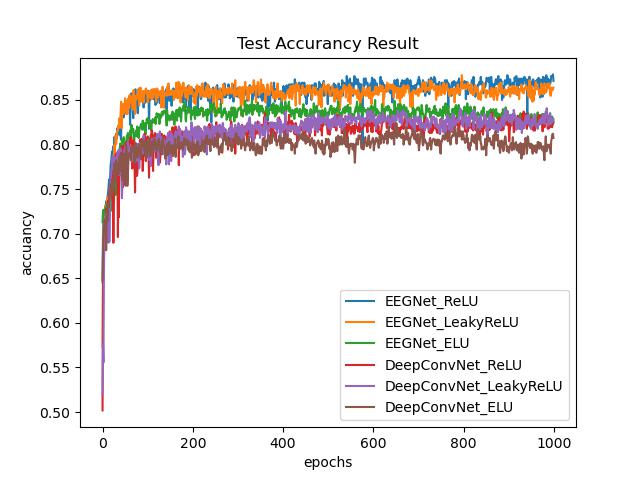 Test Accurancy Result
accuancy
0.85
0.80
0.75
0.70
0.65
0.60
0.55
0.50
EEGNet_ReLU
EEGNet_LeakyReLU
EEGNet_ELU
DeepConvNet_ReLU
DeepConvNet_LeakyReLU
DeepConvNet_ELU
0
200
400
600
800
1000
epochs